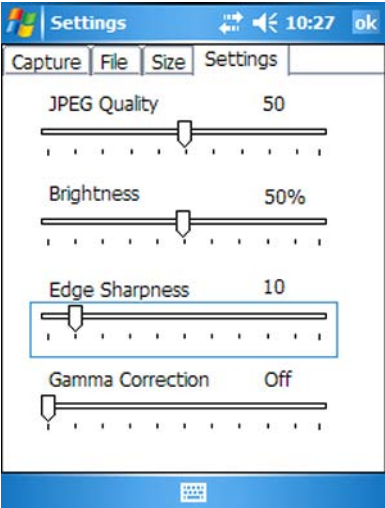 Settings 10:27 ok
Capture File Size Settings
JPEG Quality 50
Brightness 50%
Edge Sharpness 10
Gamma Correction Off